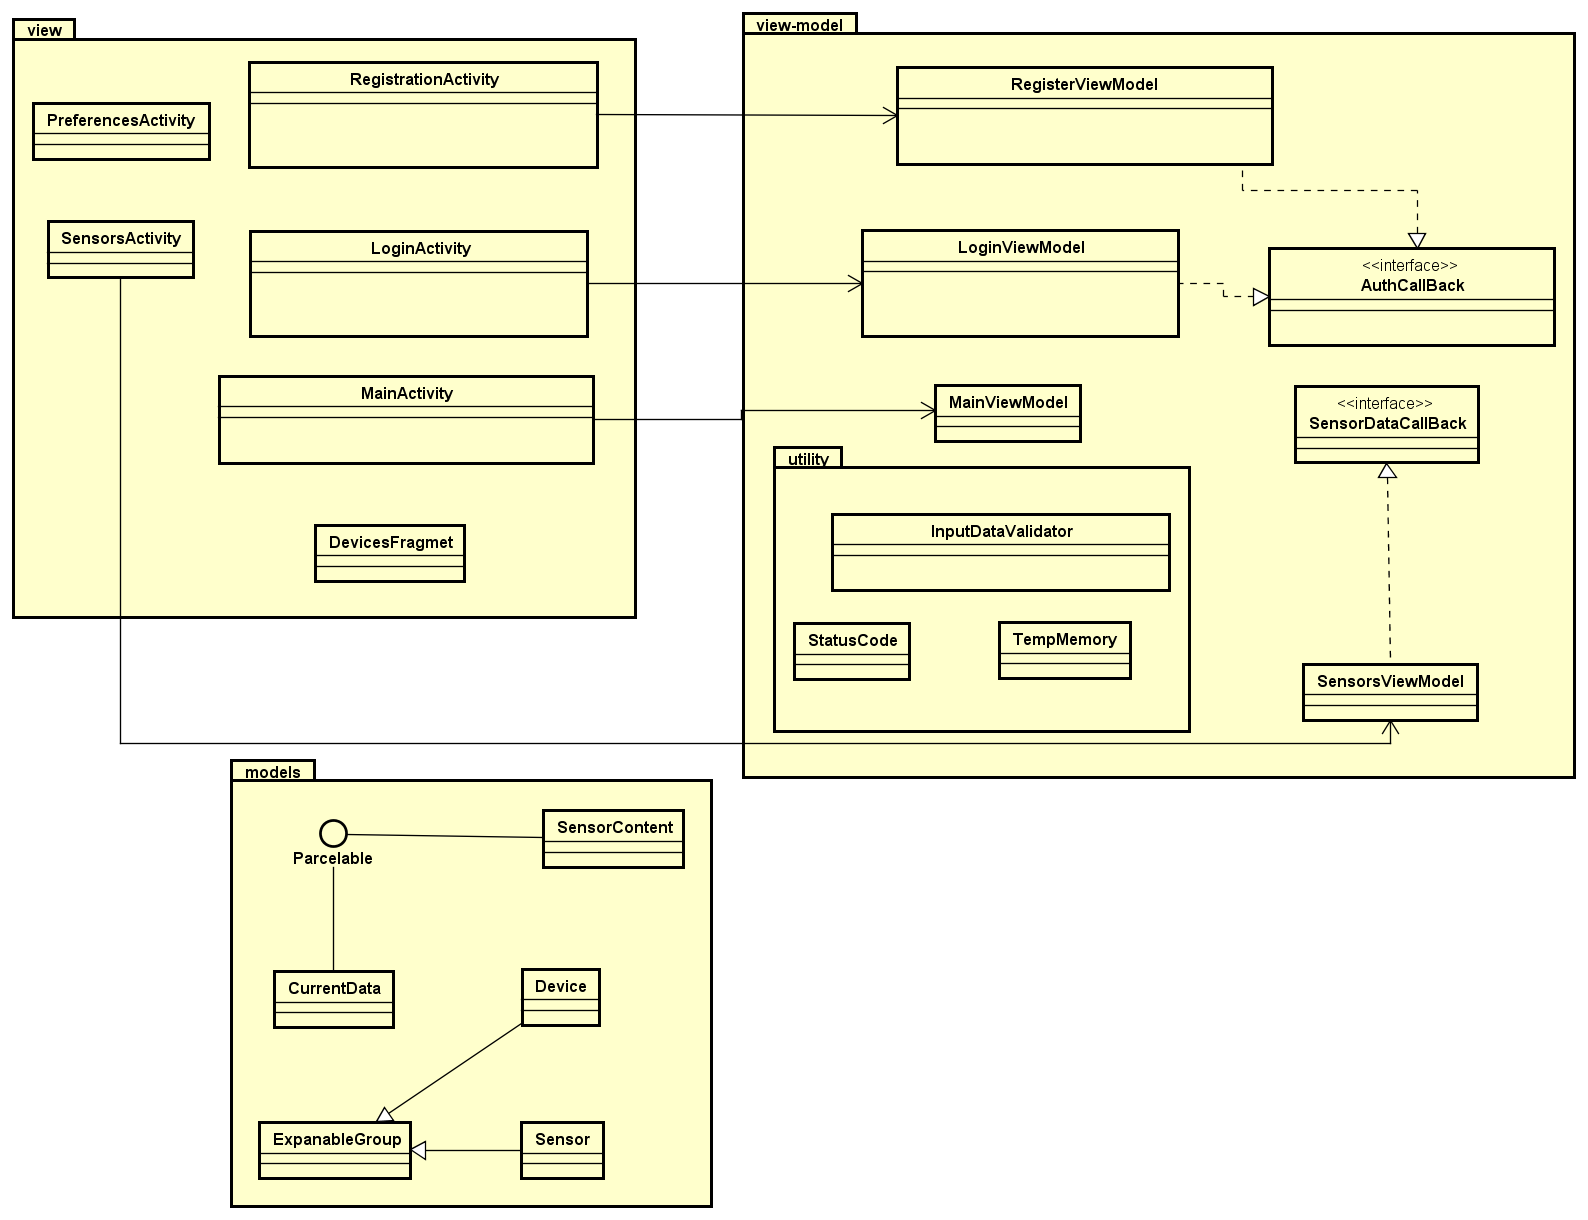 view
RegistrationActivity
PreferencesActivity
SensorsActivity
LoginActivity
MainActivity
DevicesFragmet
view-model
RegisterViewModel
LoginViewModel
<<interface>>
AuthCallBack
MainViewModel
<<interface>>
SensorDataCallBack
utility
InputDataValidator
StatusCode
TempMemory
SensorsViewModel
models
Parcelable
SensorContent
CurrentData
Device
ExpanableGroup
Sensor